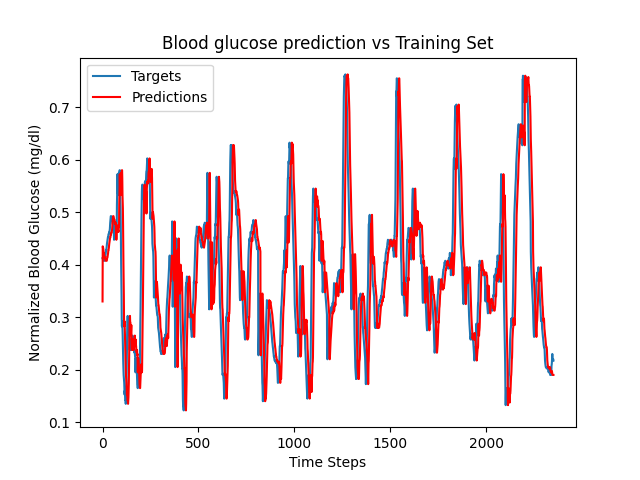 Blood glucose prediction vs Training Set
Targets
Predictions
Normalized Blood Glucose (mg/dl)
0.7
0.6
0.5
0.4
0.3
0.2
0.1
0
500
1000
1500
2000
Time Steps